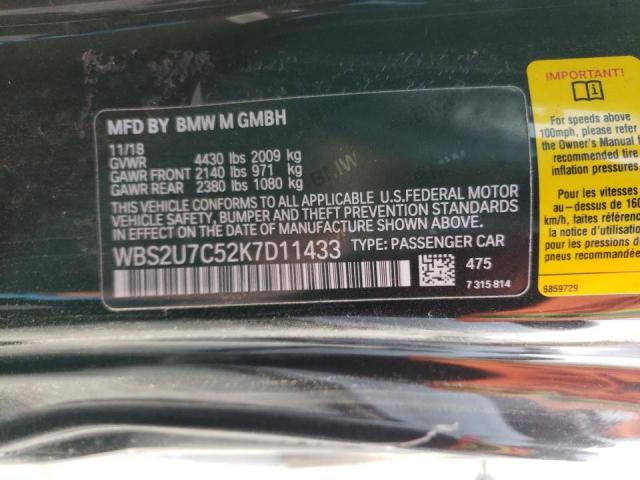 MFD BY BMW M GMBH
11/18
GVWR 4430 lbs 2009 kg
GAWR FRONT 2140 lbs 971 kg
GAWR REAR 2380 lbs 1080 kg
THIS VEHICLE CONFORMS TO ALL APPLICABLE U.S.FEDERAL MOTOR
VEHICLE SAFETY, BUMPER AND THEFT PREVENTION STANDARDS
IN EFFECT ON THE DATE OF MANUFACTURE SHOWN ABOVE.
WBS2U7C52K7D11433 TYPE: PASSENGER CAR
475
7 315 814
IMPORTANT!
For speeds above
100mph, please refer
the Owner's Manual f
recommended tire
inflation pressures
Pour les vitesses
au-dessus de 160
km/h, faites référe
la notice d'utilisation
pour les pressions
pneu
6859729
BMW